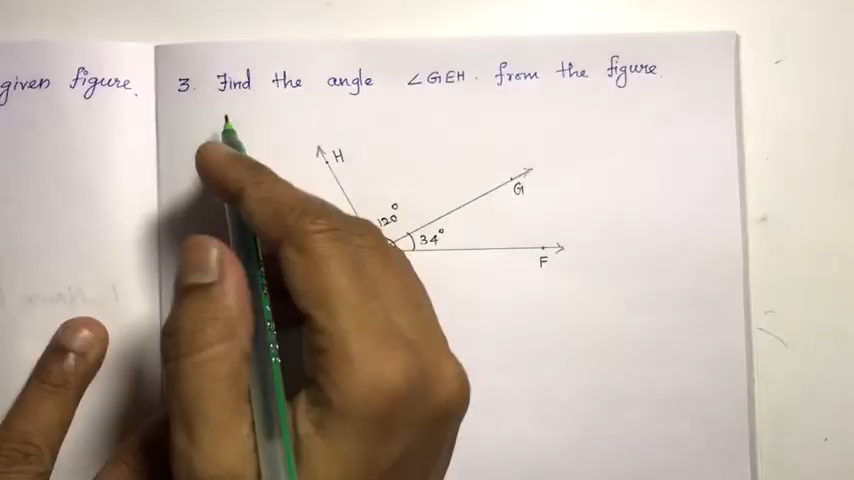 given figure.
3. Find the angle ∠GEH. from the figure.
H
G
120°
34°
F